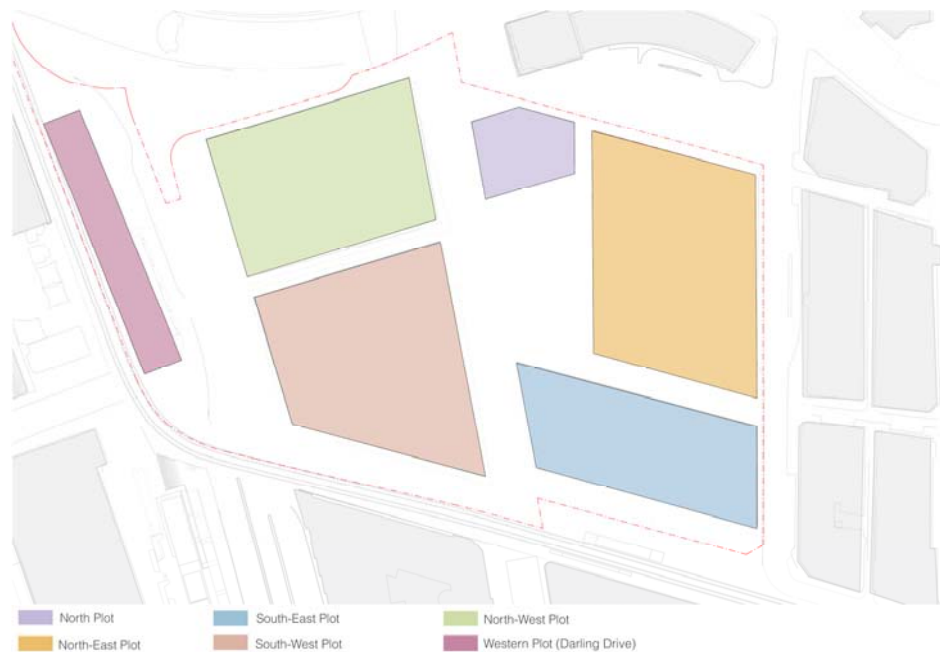 North Plot
South-East Plot
North-West Plot
North-East Plot
South-West Plot
Western Plot (Darling Drive)